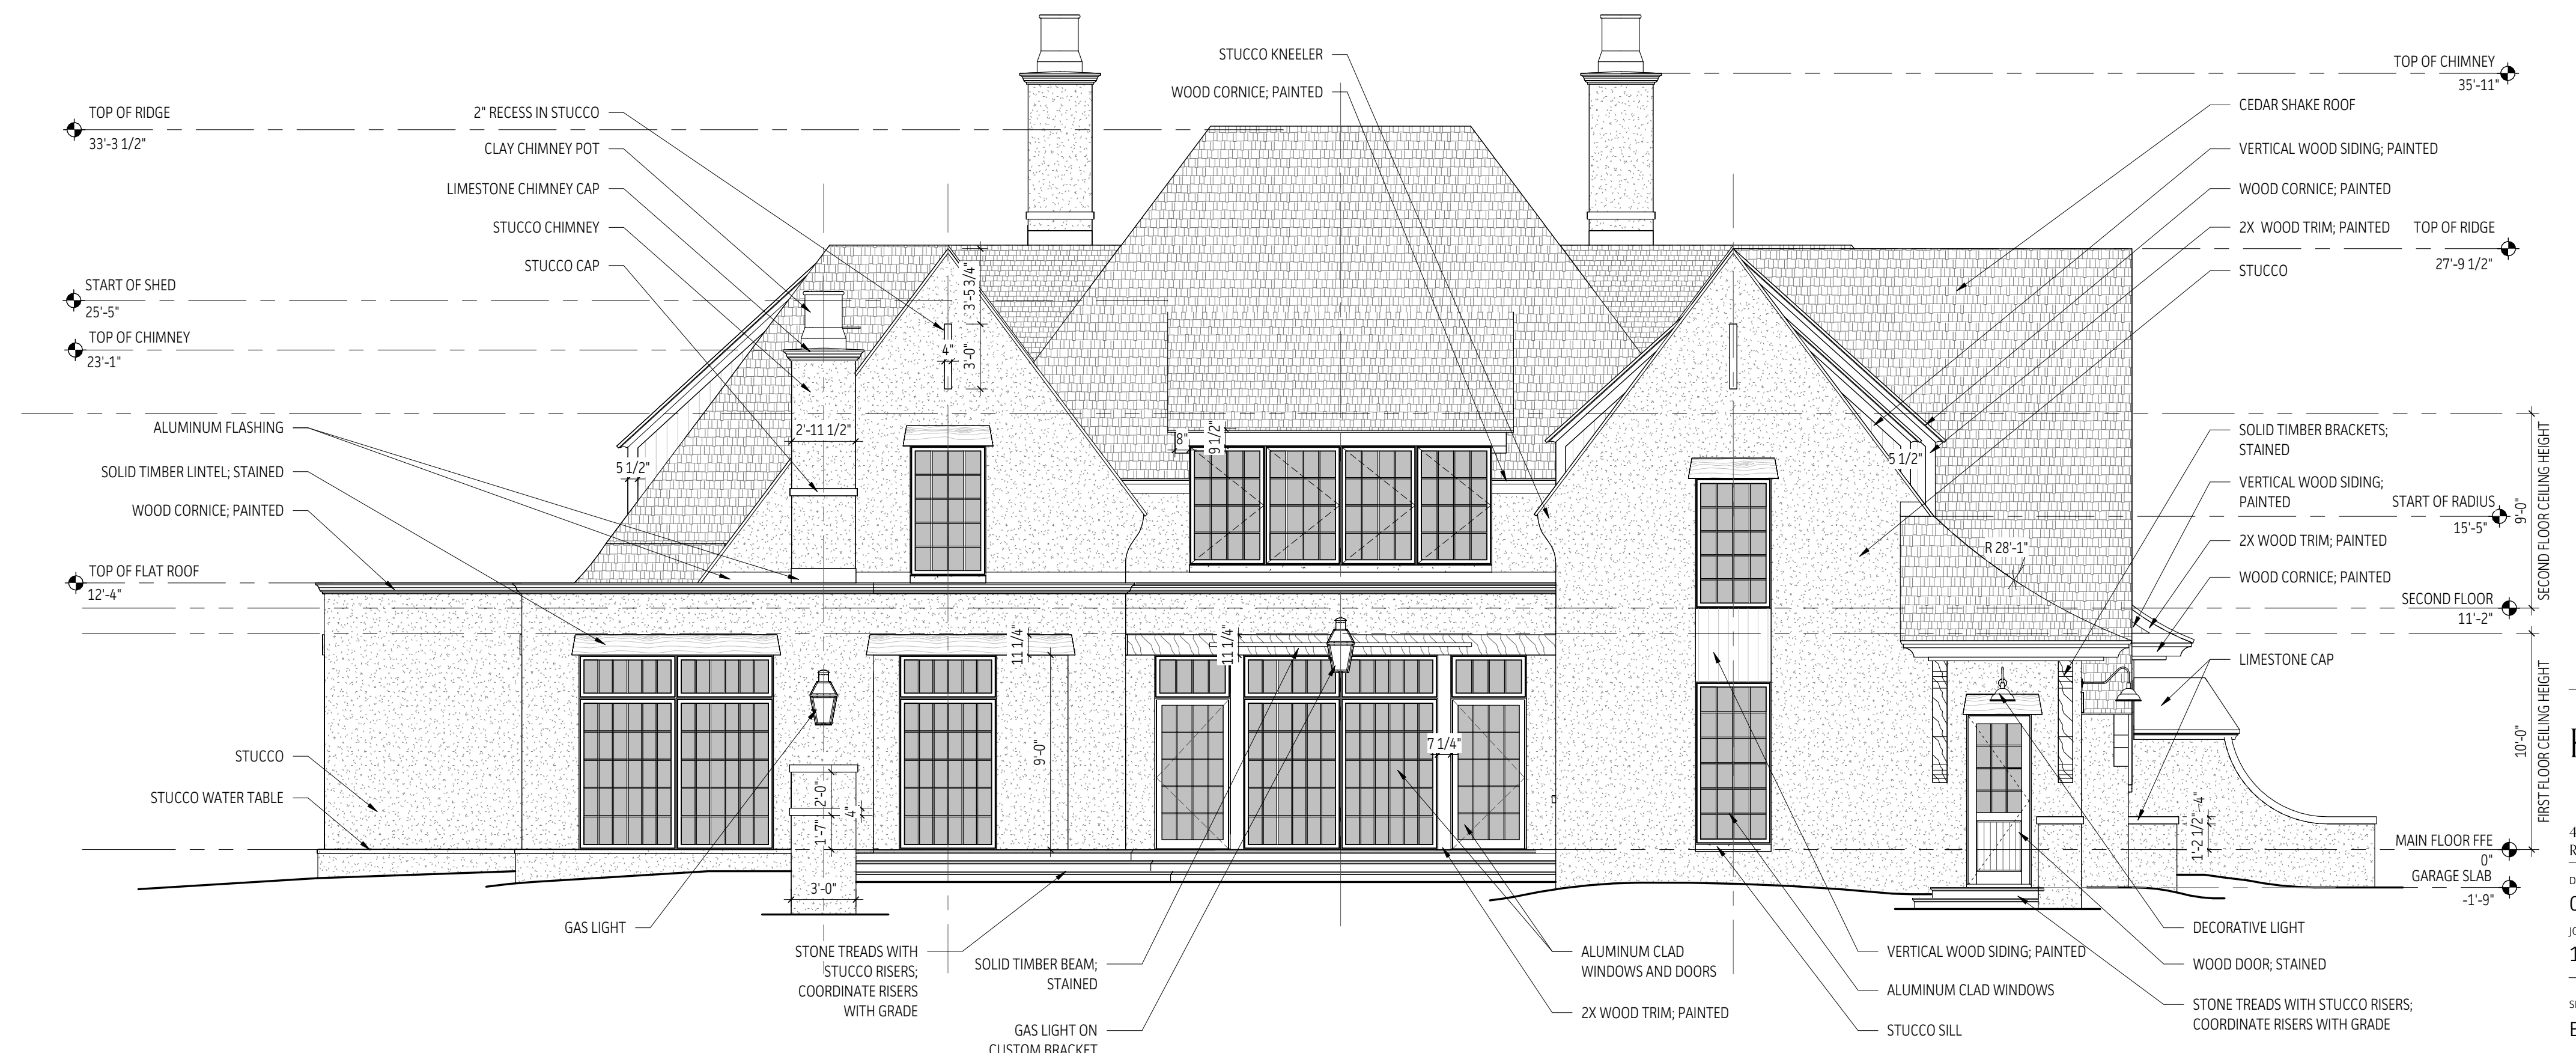 TOP OF RIDGE
33'-3 1/2"
START OF SHED
25'-5"
TOP OF CHIMNEY
23'-1"
TOP OF FLAT ROOF
12'-4"
2" RECESS IN STUCCO
CLAY CHIMNEY POT
LIMESTONE CHIMNEY CAP
STUCCO CHIMNEY
STUCCO CAP
ALUMINUM FLASHING
SOLID TIMBER LINTEL; STAINED
WOOD CORNICE; PAINTED
STUCCO
STUCCO WATER TABLE
STUCCO KNEELER
WOOD CORNICE; PAINTED
3'-5 3/4"
4"
3'-0"
2'-11 1/2"
5 1/2"
8"
9 1/2"
5 1/2"
R 28'-1"
11 1/4"
11 1/4"
9'-0"
7 1/4"
2'-0"
4"
1'-7"
3'-0"
1'-2 1/2"
4"
GAS LIGHT
STONE TREADS WITH
STUCCO RISERS;
COORDINATE RISERS
WITH GRADE
SOLID TIMBER BEAM;
STAINED
GAS LIGHT ON
CUSTOM BRACKET
ALUMINUM CLAD
WINDOWS AND DOORS
2X WOOD TRIM; PAINTED
VERTICAL WOOD SIDING; PAINTED
ALUMINUM CLAD WINDOWS
STUCCO SILL
DECORATIVE LIGHT
WOOD DOOR; STAINED
STONE TREADS WITH STUCCO RISERS;
COORDINATE RISERS WITH GRADE
TOP OF CHIMNEY
35'-11"
CEDAR SHAKE ROOF
VERTICAL WOOD SIDING; PAINTED
WOOD CORNICE; PAINTED
2X WOOD TRIM; PAINTED
TOP OF RIDGE
27'-9 1/2"
STUCCO
SOLID TIMBER BRACKETS;
STAINED
VERTICAL WOOD SIDING;
PAINTED
START OF RADIUS
15'-5"
2X WOOD TRIM; PAINTED
WOOD CORNICE; PAINTED
SECOND FLOOR
11'-2"
LIMESTONE CAP
MAIN FLOOR FFE
0"
GARAGE SLAB
-1'-9"
9'-0"
SECOND FLOOR CEILING HEIGHT
10'-0"
FIRST FLOOR CEILING HEIGHT